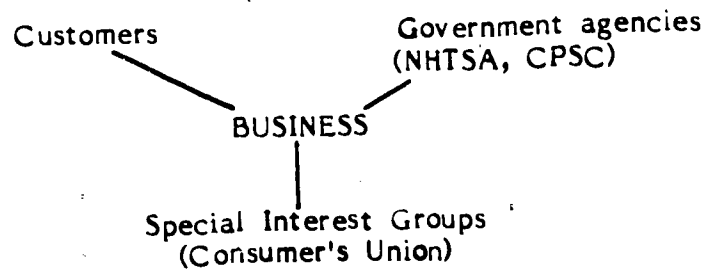 Customers
Government agencies
(NHTSA, CPSC)
BUSINESS
Special Interest Groups
(Consumer's Union)